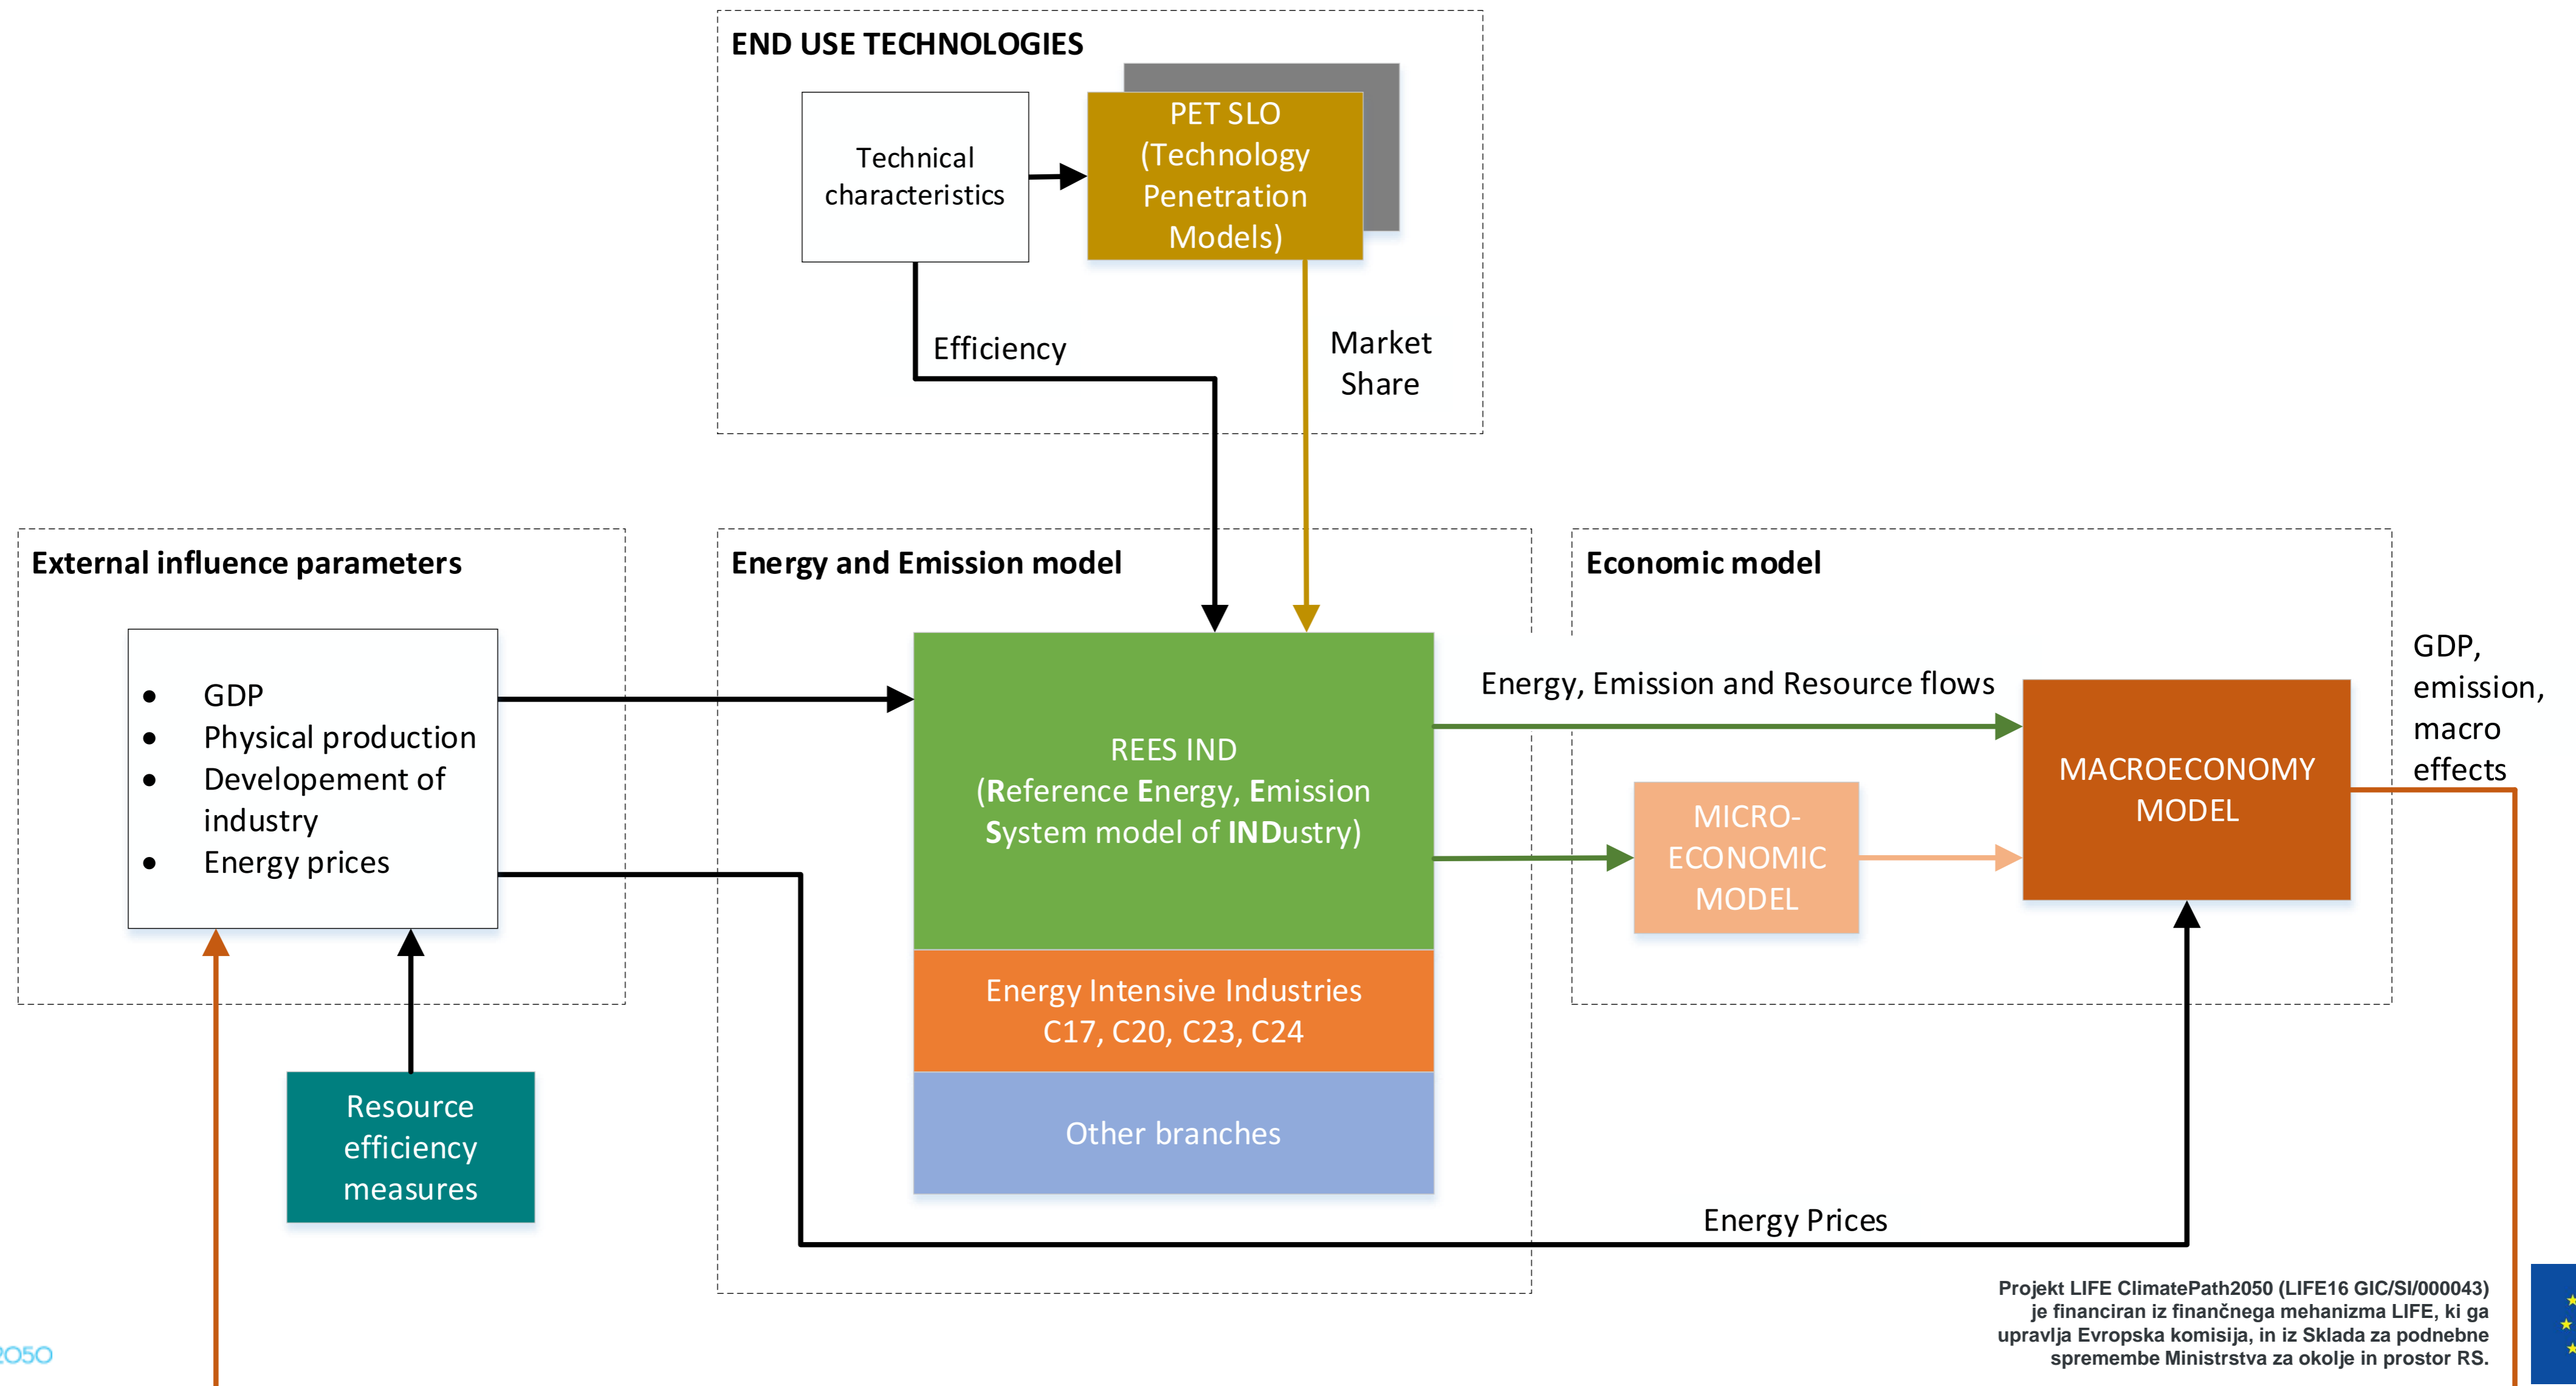 END USE TECHNOLOGIES
Technical
characteristics
PET SLO
(Technology
Penetration
Models)
Efficiency
Market
Share
External influence parameters
GDP
Physical production
Developement of
industry
Energy prices
Resource
efficiency
measures
Energy and Emission model
REES IND
(Reference Energy, Emission
System model of INDustry)
Energy Intensive Industries
C17, C20, C23, C24
Other branches
Economic model
Energy, Emission and Resource flows
MICRO-
ECONOMIC
MODEL
MACROECONOMY
MODEL
GDP,
emission,
macro
effects
Energy Prices
Projekt LIFE ClimatePath2050 (LIFE16 GIC/SI/000043)
je financiran iz finančnega mehanizma LIFE, ki ga
upravlja Evropska komisija, in iz Sklada za podnebne
spremembe Ministrstva za okolje in prostor RS.
2050